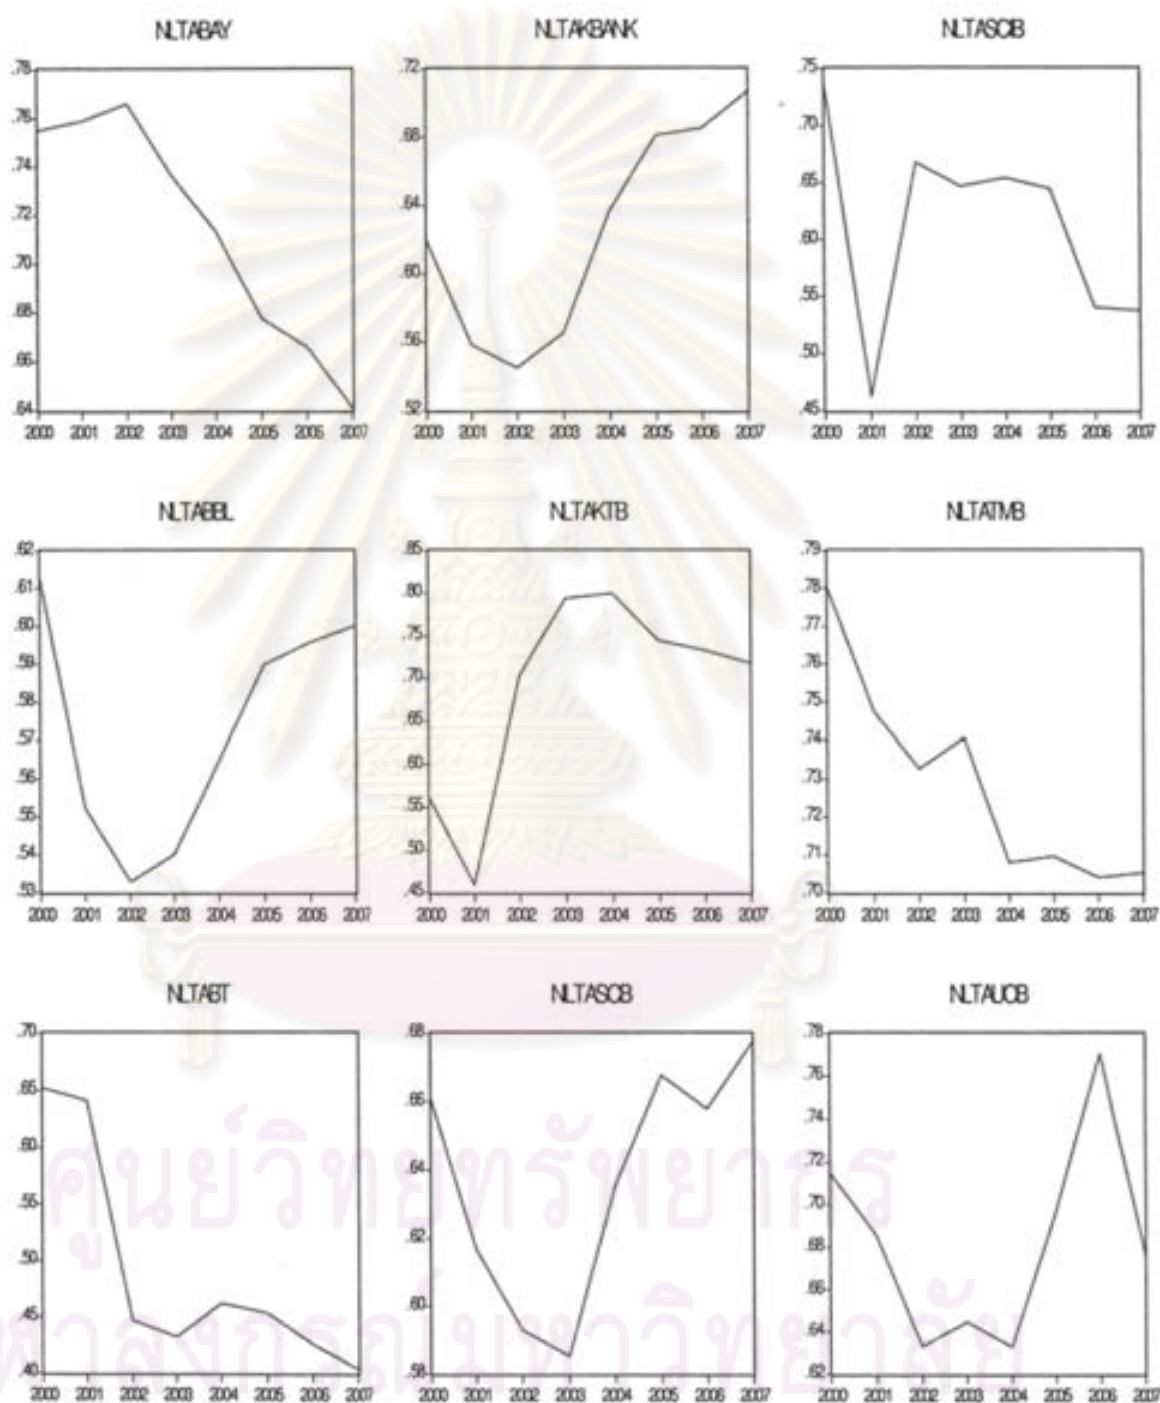 NLTABAY NLTAKBANK NLTASCIB
.78 .76 .74 .72 .70 .68 .66 .64
2000 2001 2002 2003 2004 2005 2006 2007
.72 .68 .64 .60 .56 .52
2000 2001 2002 2003 2004 2005 2006 2007
.75 .70 .65 .60 .55 .50 .45
2000 2001 2002 2003 2004 2005 2006 2007
NLTABBL NLTAKTB NLTATMB
.62 .61 .60 .59 .58 .57 .56 .55 .54 .53
2000 2001 2002 2003 2004 2005 2006 2007
.85 .80 .75 .70 .65 .60 .55 .50 .45
2000 2001 2002 2003 2004 2005 2006 2007
.79 .78 .77 .76 .75 .74 .73 .72 .71 .70
2000 2001 2002 2003 2004 2005 2006 2007
NLTABT NLTASCB NLTAUOB
.70 .65 .60 .55 .50 .45 .40
2000 2001 2002 2003 2004 2005 2006 2007
.68 .66 .64 .62 .60 .58
2000 2001 2002 2003 2004 2005 2006 2007
.78 .76 .74 .72 .70 .68 .66 .64 .62
2000 2001 2002 2003 2004 2005 2006 2007
ศูนย์วิทยทรัพยากร
จุฬาลงกรณ์มหาวิทยาลัย